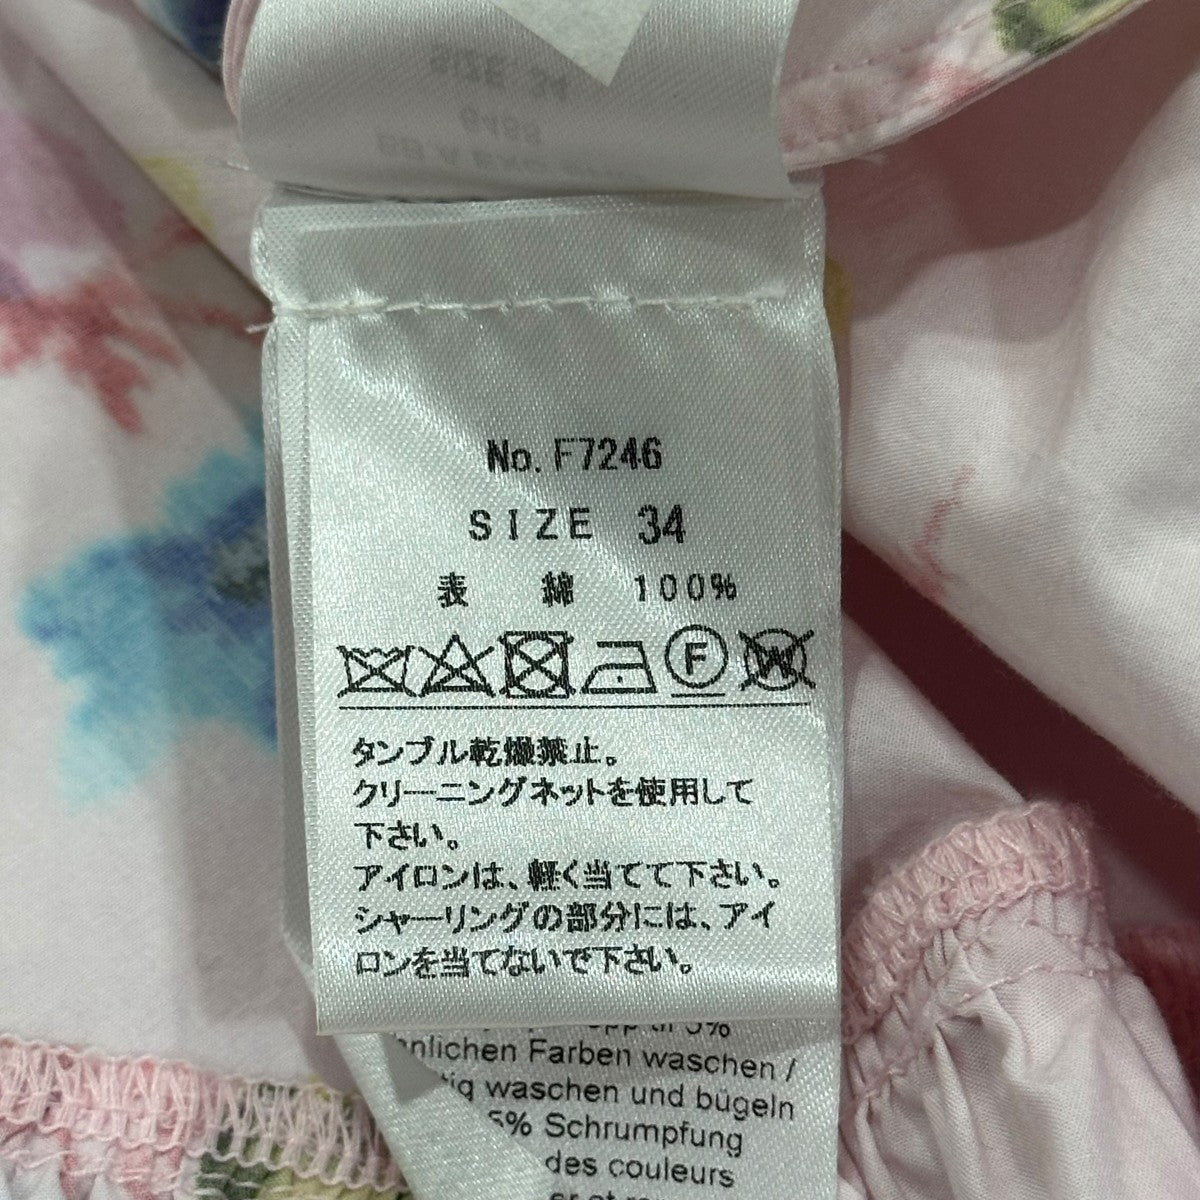 SIZE 34
No. F7246
SIZE 34
表 綿 100%
F W
タンブル乾燥禁止。
クリーニングネットを使用して
下さい。
アイロンは、軽く当てて下さい。
シャーリングの部分には、アイ
ロンを当てないで下さい。
5%
nlichen Farben waschen /
waschen und bügeln
5% Schrumpfung
des couleurs
et